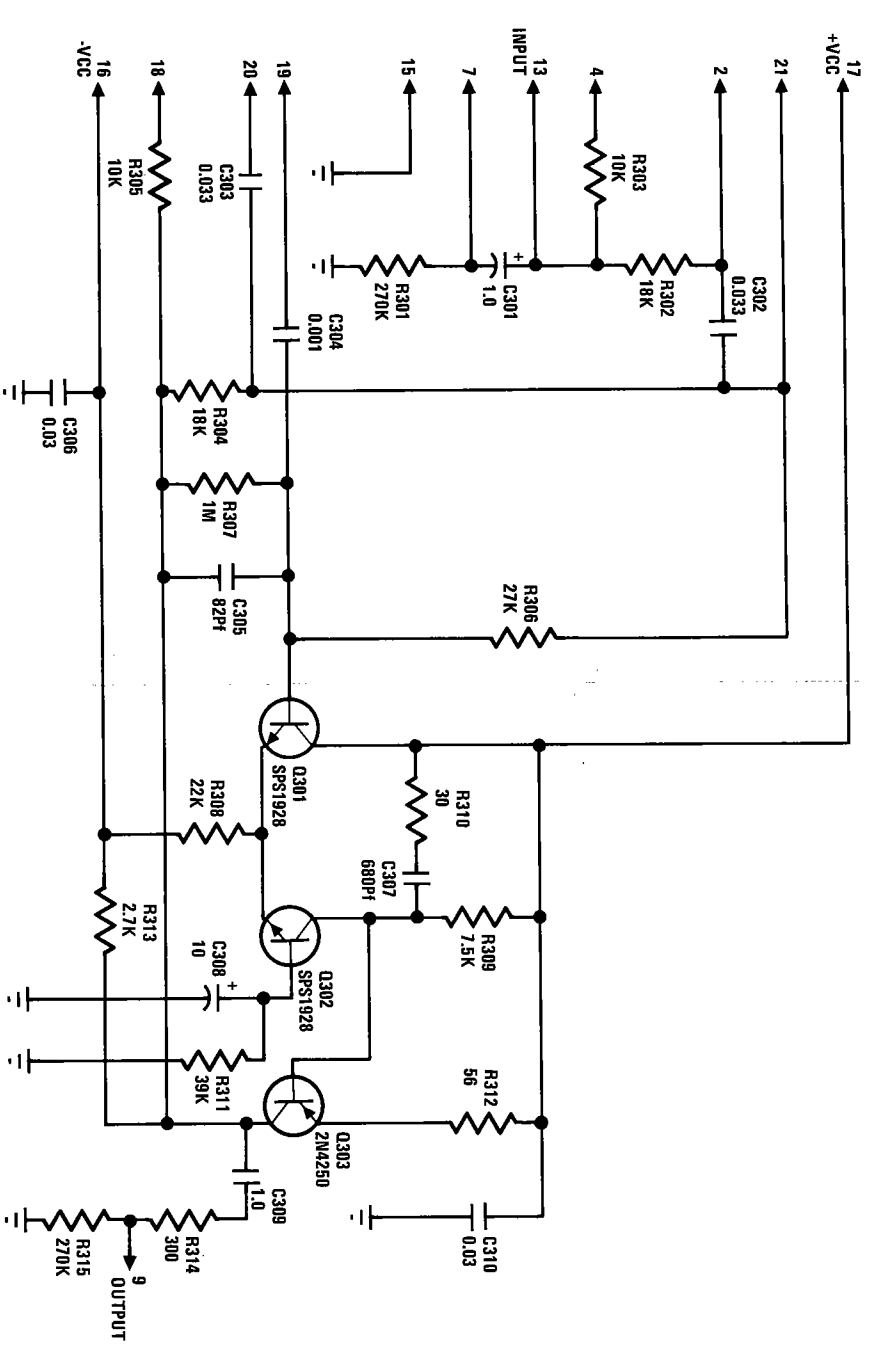 17
+VCC
21
2
4
13
INPUT
7
15
19
20
18
16
-VCC
C302
0.033
R302
18K
R303
10K
C301
1.0
R301
270K
C304
0.001
C303
0.033
R305
10K
R304
18K
C306
0.03
R307
1M
C305
82Pf
R306
27K
Q301
SPS1928
R308
22K
R310
30
C307
680Pf
R309
7.5K
Q302
SPS1928
R313
2.7K
C308
10
R311
39K
R312
56
Q303
2N4250
C309
1.0
C310
0.03
R314
300
R315
270K
9
OUTPUT